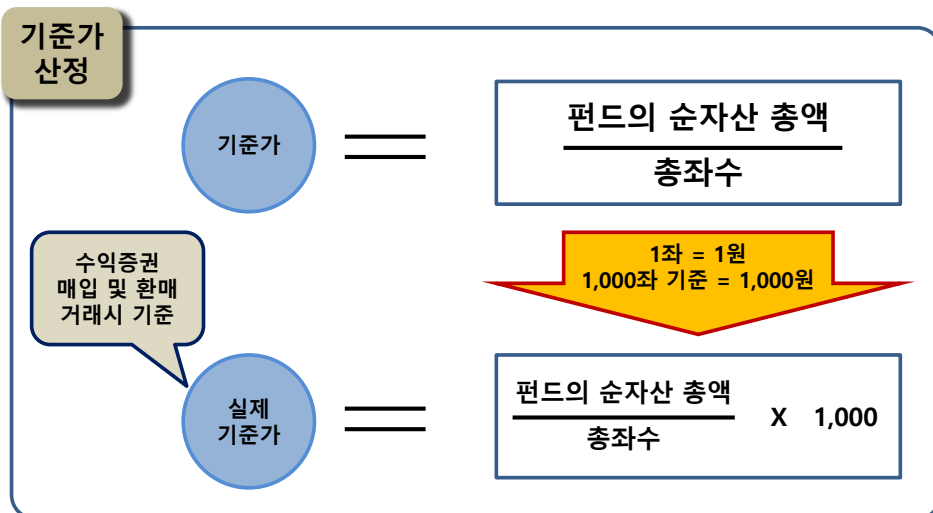 기준가
산정
기준가
펀드의 순자산 총액
총좌수
1좌 = 1원
1,000좌 기준 = 1,000원
수익증권
매입 및 환매
거래시 기준
실제
기준가
펀드의 순자산 총액
총좌수
X 1,000